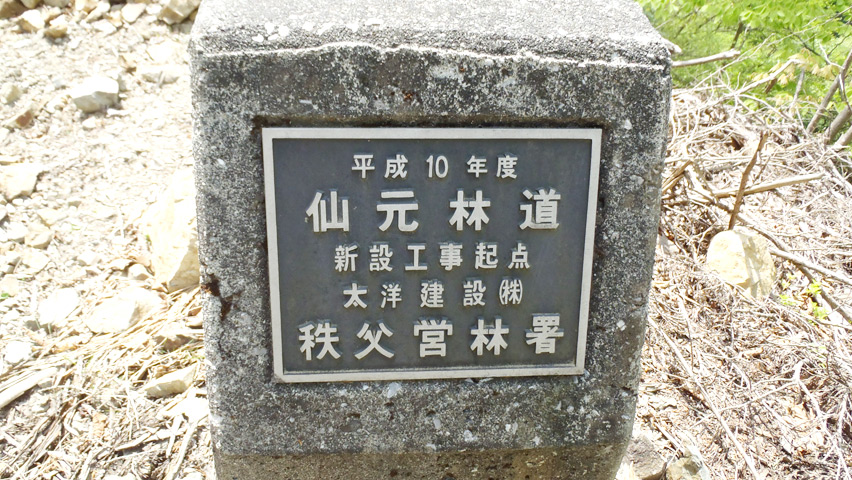 平成10年度
仙元林道
新設工事起点
太洋建設㈱
秩父営林署